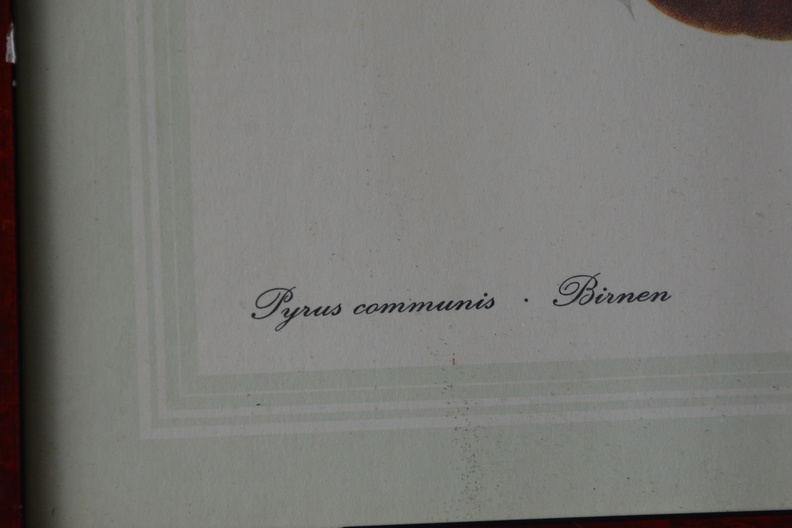 Pyrus communis · Birnen